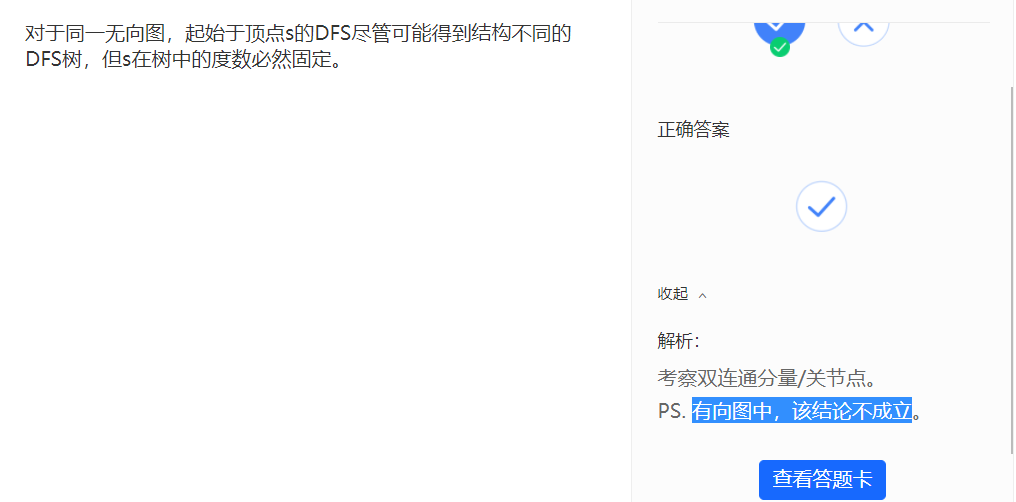 对于同一无向图，起始于顶点s的DFS尽管可能得到结构不同的
DFS树，但s在树中的度数必然固定。
正确答案
收起
解析：
考察双连通分量/关节点。
PS. 有向图中，该结论不成立。
查看答题卡